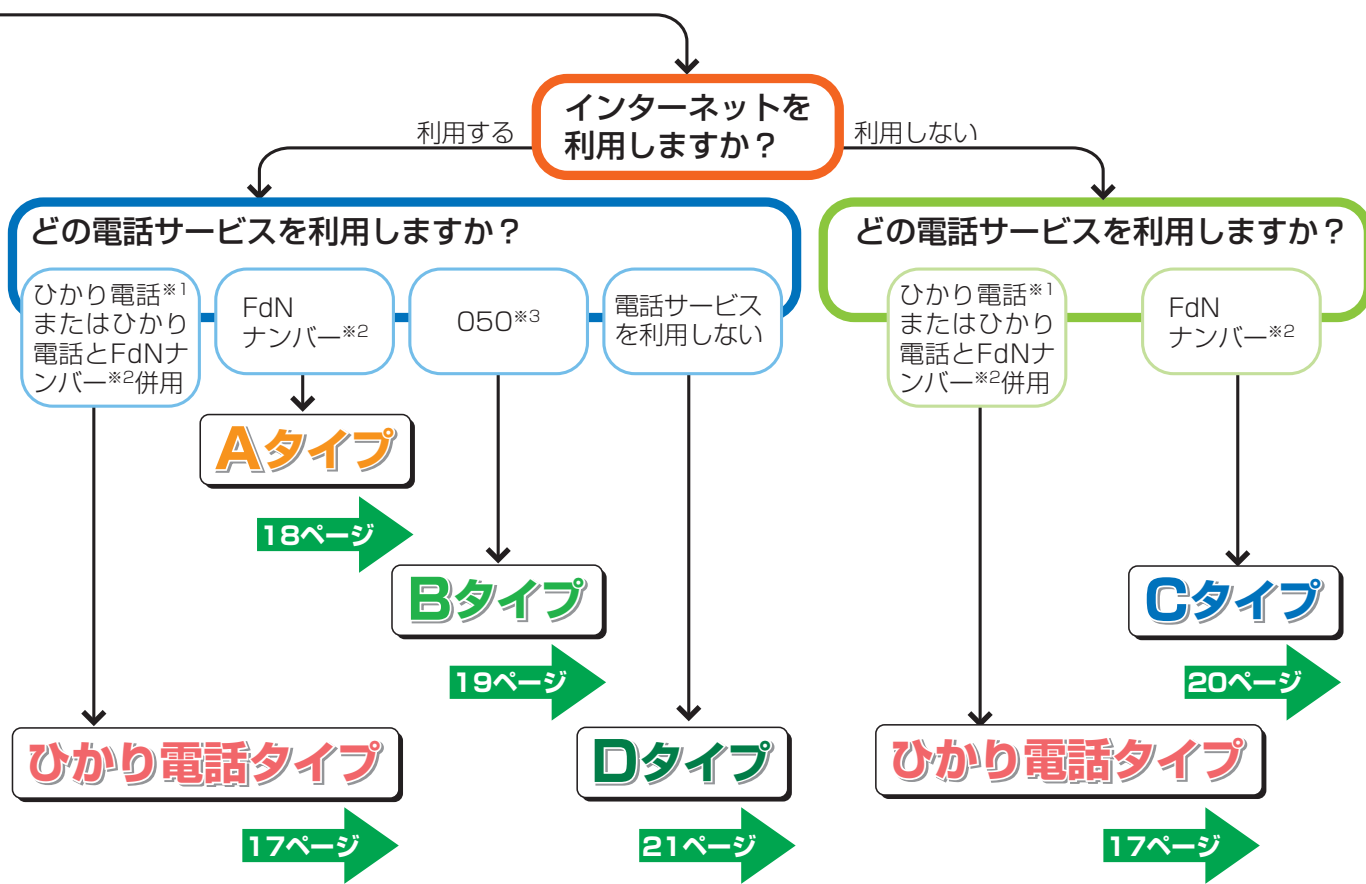 インターネットを
利用しますか？
利用する
利用しない
どの電話サービスを利用しますか？
ひかり電話※1
またはひかり
電話とFdNナ
ンバー※2併用
FdN
ナンバー※2
050※3
電話サービス
を利用しない
Aタイプ
18ページ
Bタイプ
19ページ
ひかり電話タイプ
17ページ
Dタイプ
21ページ
どの電話サービスを利用しますか？
ひかり電話※1
またはひかり
電話とFdNナ
ンバー※2併用
FdN
ナンバー※2
Cタイプ
20ページ
ひかり電話タイプ
17ページ